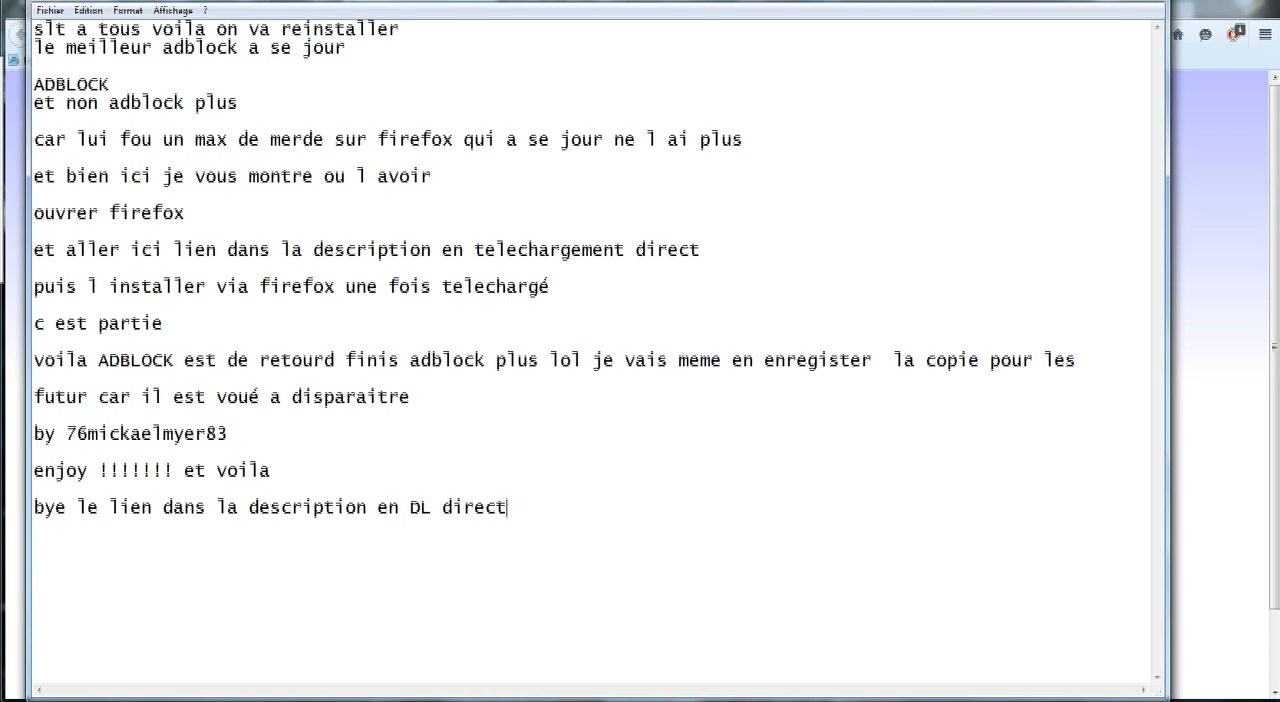 Fichier Edition Format Affichage ?
slt a tous voila on va reinstaller
le meilleur adblock a se jour
ADBLOCK
et non adblock plus
car lui fou un max de merde sur firefox qui a se jour ne l ai plus
et bien ici je vous montre ou l avoir
ouvrer firefox
et aller ici lien dans la description en telechargement direct
puis l installer via firefox une fois telechargé
c est partie
voila ADBLOCK est de retourd finis adblock plus lol je vais meme en enregister  la copie pour les
futur car il est voué a disparaitre
by 76mickaelmyer83
enjoy !!!!!!! et voila
bye le lien dans la description en DL direct
1